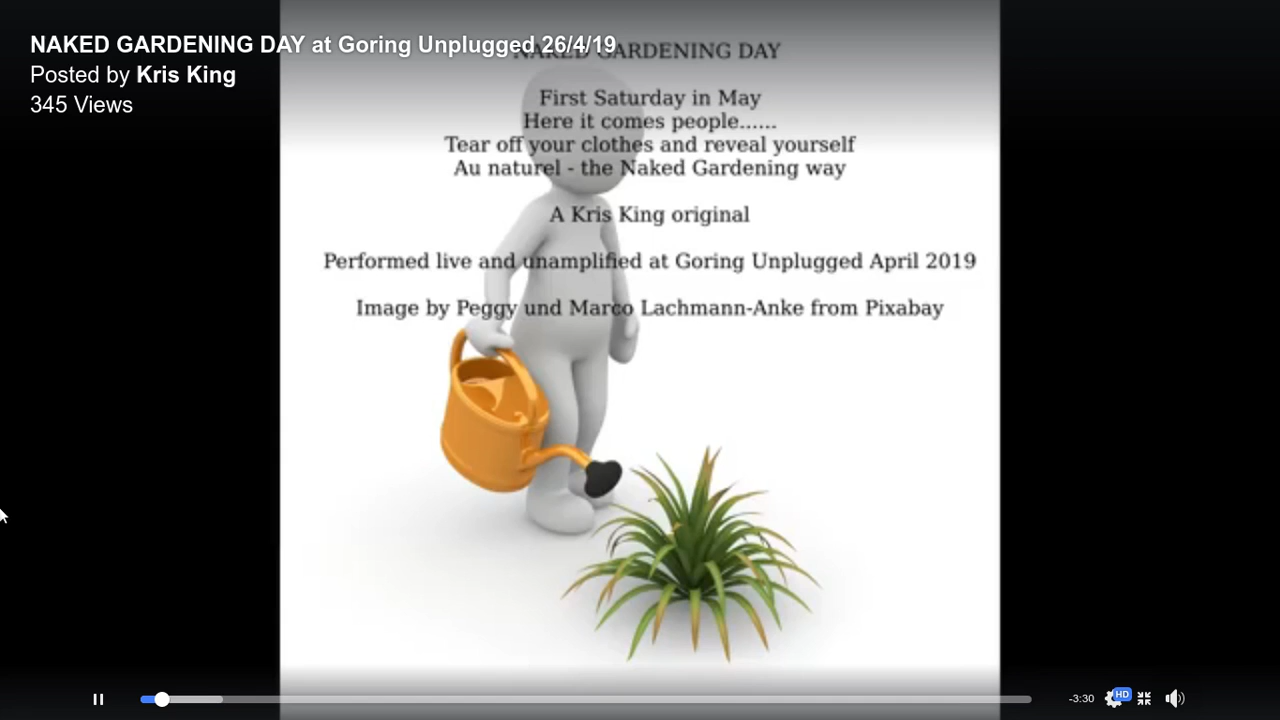 NAKED GARDENING DAY at Goring Unplugged 26/4/19
Posted by Kris King
345 Views
NAKED GARDENING DAY
First Saturday in May
Here it comes people......
Tear off your clothes and reveal yourself
Au naturel - the Naked Gardening way
A Kris King original
Performed live and unamplified at Goring Unplugged April 2019
Image by Peggy und Marco Lachmann-Anke from Pixabay
-3:30
HD